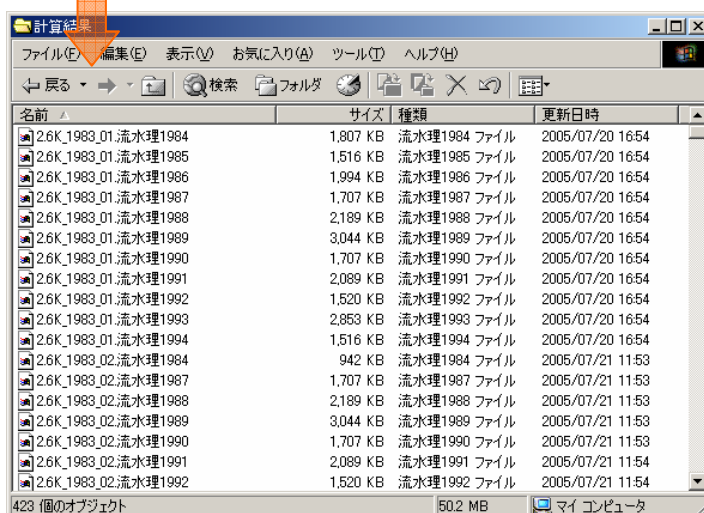 計算結果
ファイル(F) 編集(E) 表示(V) お気に入り(A) ツール(T) ヘルプ(H)
戻る 検索 フォルダ
名前 サイズ 種類 更新日時
2.6K_1983_01.流水理1984 1,807 KB 流水理1984 ファイル 2005/07/20 16:54
2.6K_1983_01.流水理1985 1,516 KB 流水理1985 ファイル 2005/07/20 16:54
2.6K_1983_01.流水理1986 1,994 KB 流水理1986 ファイル 2005/07/20 16:54
2.6K_1983_01.流水理1987 1,707 KB 流水理1987 ファイル 2005/07/20 16:54
2.6K_1983_01.流水理1988 2,189 KB 流水理1988 ファイル 2005/07/20 16:54
2.6K_1983_01.流水理1989 3,044 KB 流水理1989 ファイル 2005/07/20 16:54
2.6K_1983_01.流水理1990 1,707 KB 流水理1990 ファイル 2005/07/20 16:54
2.6K_1983_01.流水理1991 2,089 KB 流水理1991 ファイル 2005/07/20 16:54
2.6K_1983_01.流水理1992 1,520 KB 流水理1992 ファイル 2005/07/20 16:54
2.6K_1983_01.流水理1993 2,853 KB 流水理1993 ファイル 2005/07/20 16:54
2.6K_1983_01.流水理1994 1,516 KB 流水理1994 ファイル 2005/07/20 16:54
2.6K_1983_02.流水理1984 942 KB 流水理1984 ファイル 2005/07/21 11:53
2.6K_1983_02.流水理1987 1,707 KB 流水理1987 ファイル 2005/07/21 11:53
2.6K_1983_02.流水理1988 2,189 KB 流水理1988 ファイル 2005/07/21 11:53
2.6K_1983_02.流水理1989 3,044 KB 流水理1989 ファイル 2005/07/21 11:53
2.6K_1983_02.流水理1990 1,707 KB 流水理1990 ファイル 2005/07/21 11:53
2.6K_1983_02.流水理1991 2,089 KB 流水理1991 ファイル 2005/07/21 11:54
2.6K_1983_02.流水理1992 1,520 KB 流水理1992 ファイル 2005/07/21 11:54
423 個のオブジェクト 50.2 MB マイ コンピュータ